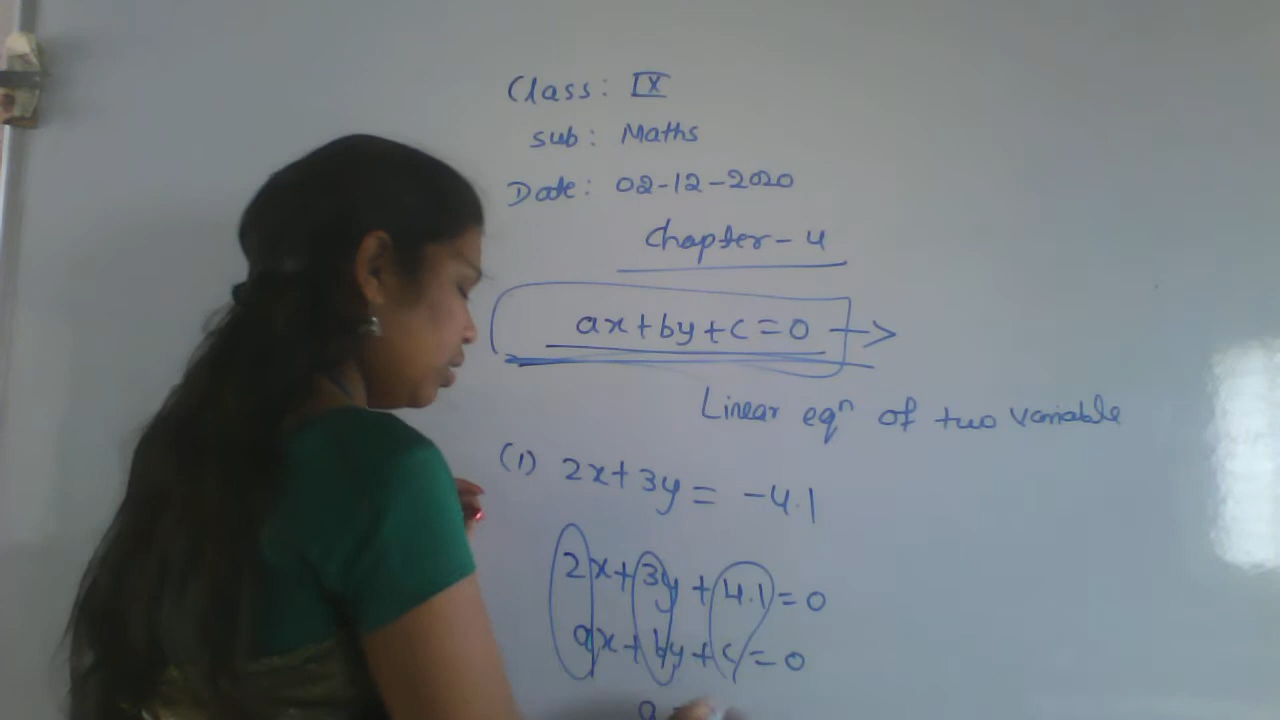 Class: IX
sub: Maths
Date: 02-12-2020
Chapter-4
ax+by+c=0
Linear eqⁿ of two variable
(1) 2x+3y = -4.1
2x+3y+4.1=0
ax+by+c=0
a =